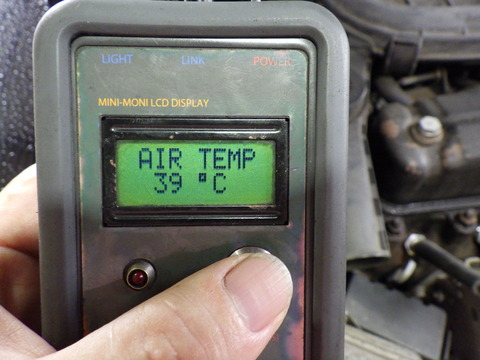 LIGHT LINK POWER
MINI-MONI LCD DISPLAY
AIR TEMP
39 °C